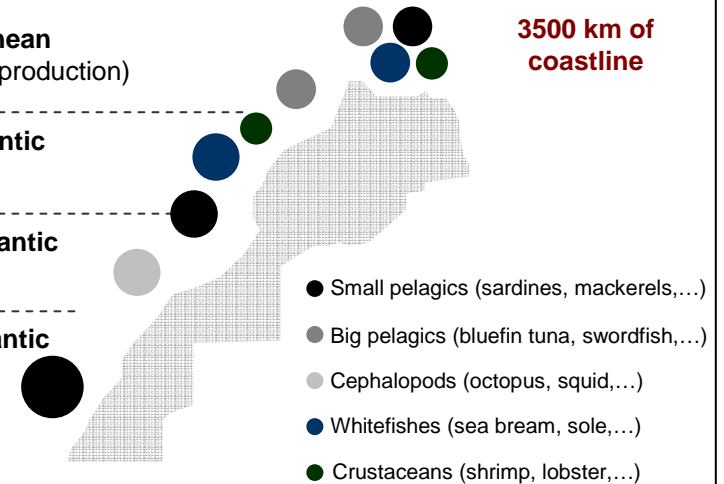 3500 km of
coastline
nean
production)
ntic
antic
antic
Small pelagics (sardines, mackerels,…)
Big pelagics (bluefin tuna, swordfish,…)
Cephalopods (octopus, squid,…)
Whitefishes (sea bream, sole,…)
Crustaceans (shrimp, lobster,…)